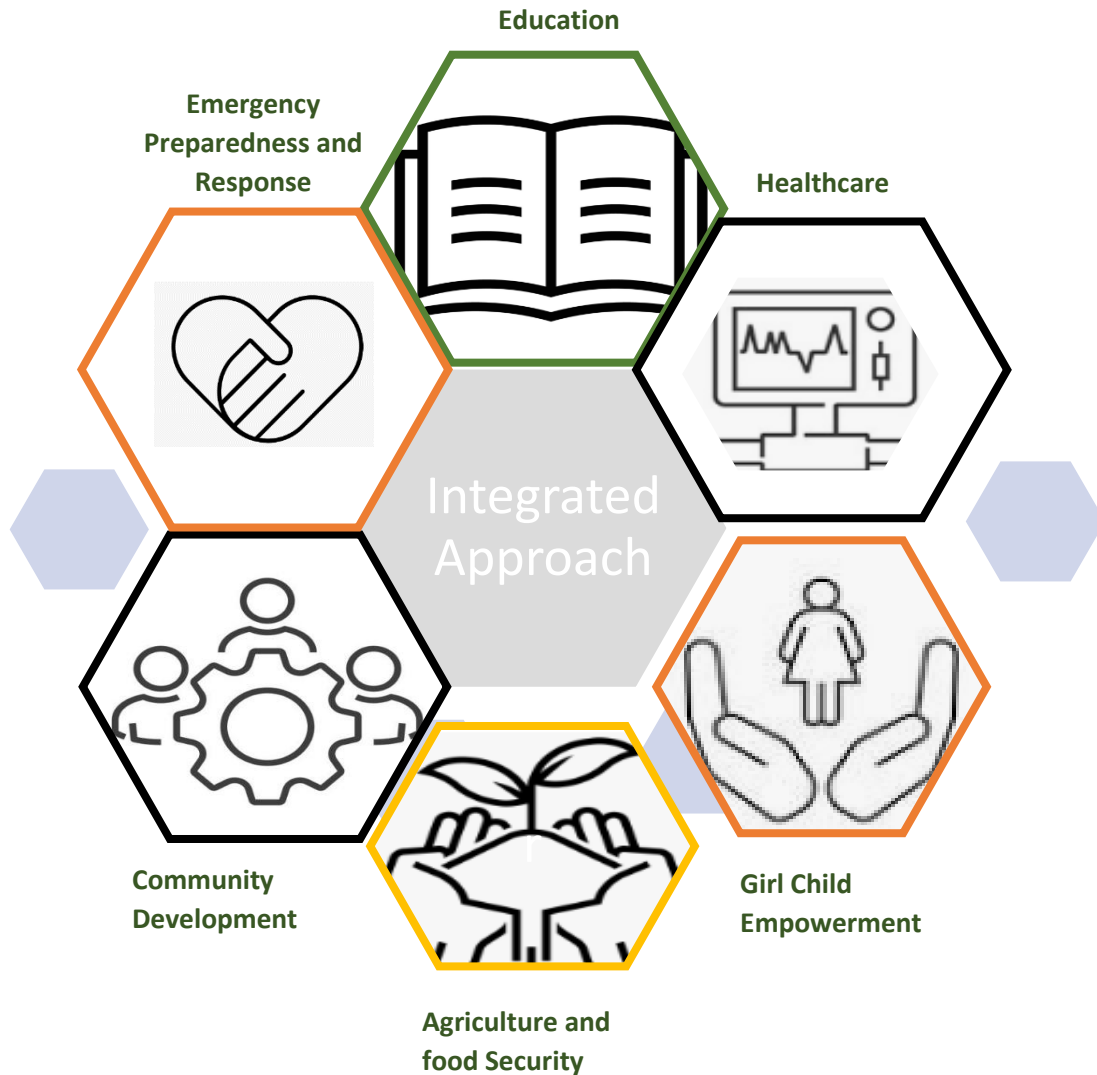 Education
Emergency
Preparedness and
Response
Healthcare
Integrated
Approach
Community
Development
Girl Child
Empowerment
Agriculture and
food Security